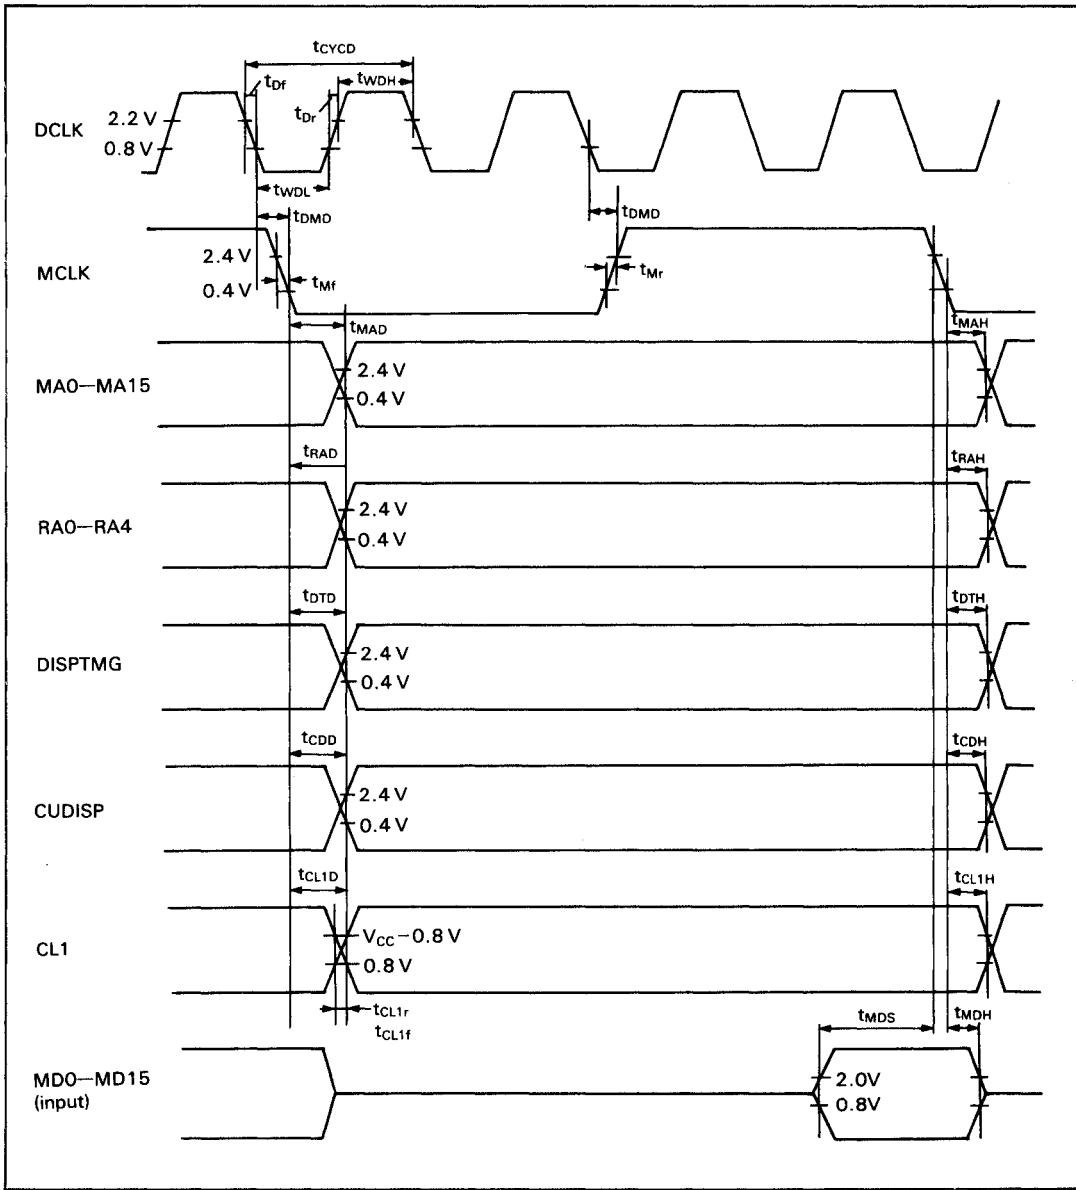 tCYCD
tDf
tWDH
tDr
DCLK
2.2 V
0.8 V
tWDL
tDMD
tDMD
MCLK
2.4 V
0.4 V
tMf
tMr
tMAD
tMAH
MA0—MA15
2.4 V
0.4 V
tRAD
tRAH
RA0—RA4
2.4 V
0.4 V
tDTD
tDTH
DISPTMG
2.4 V
0.4 V
tCDD
tCDH
CUDISP
2.4 V
0.4 V
tCL1D
tCL1H
CL1
VCC−0.8 V
0.8 V
tCL1r
tCL1f
tMDS
tMDH
MD0—MD15
(input)
2.0V
0.8V